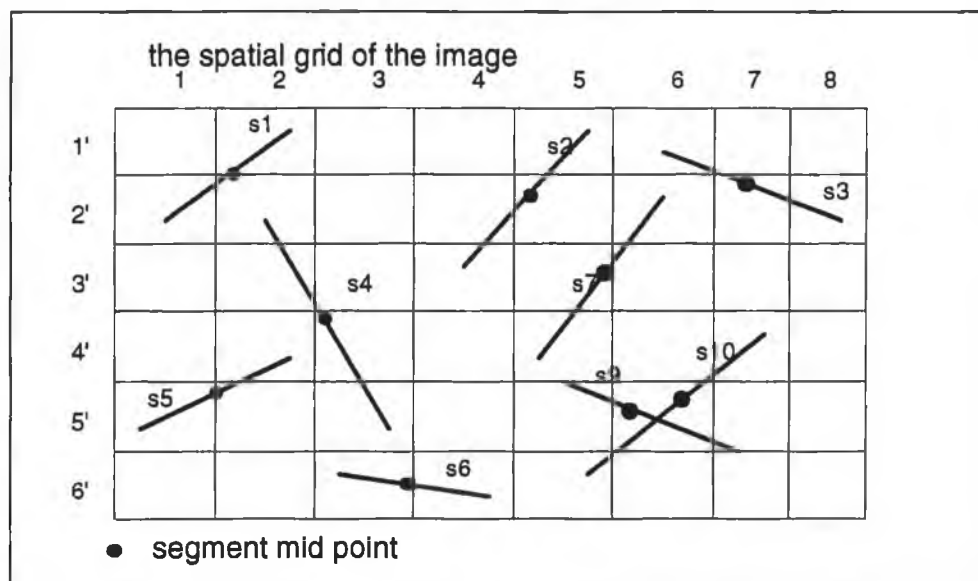 the spatial grid of the image
1 2 3 4 5 6 7 8
1'
s1
s2
2'
s3
3'
s4
s7
4'
s10
s5
s9
5'
6'
s6
segment mid point